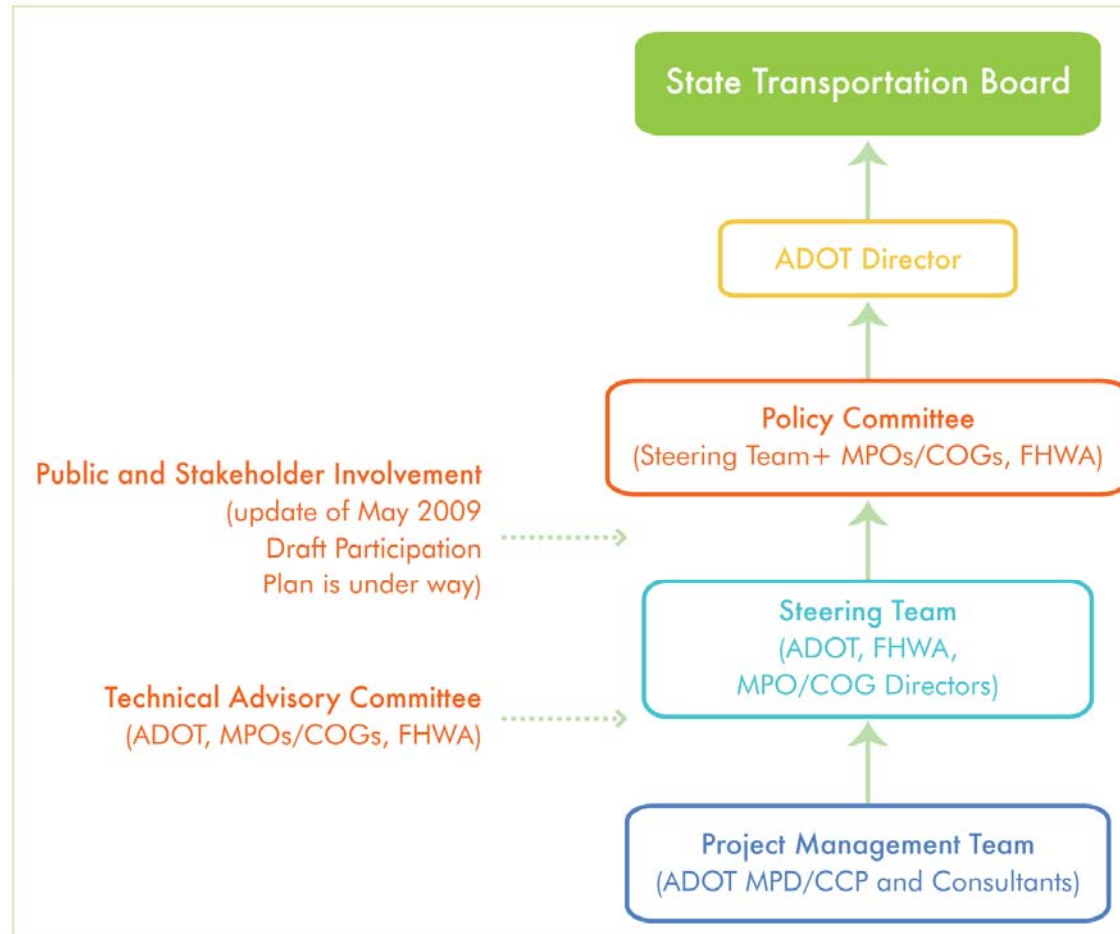 State Transportation Board
ADOT Director
Policy Committee
(Steering Team+ MPOs/COGs, FHWA)
Public and Stakeholder Involvement
(update of May 2009
Draft Participation
Plan is under way)
Steering Team
(ADOT, FHWA,
MPO/COG Directors)
Technical Advisory Committee
(ADOT, MPOs/COGs, FHWA)
Project Management Team
(ADOT MPD/CCP and Consultants)